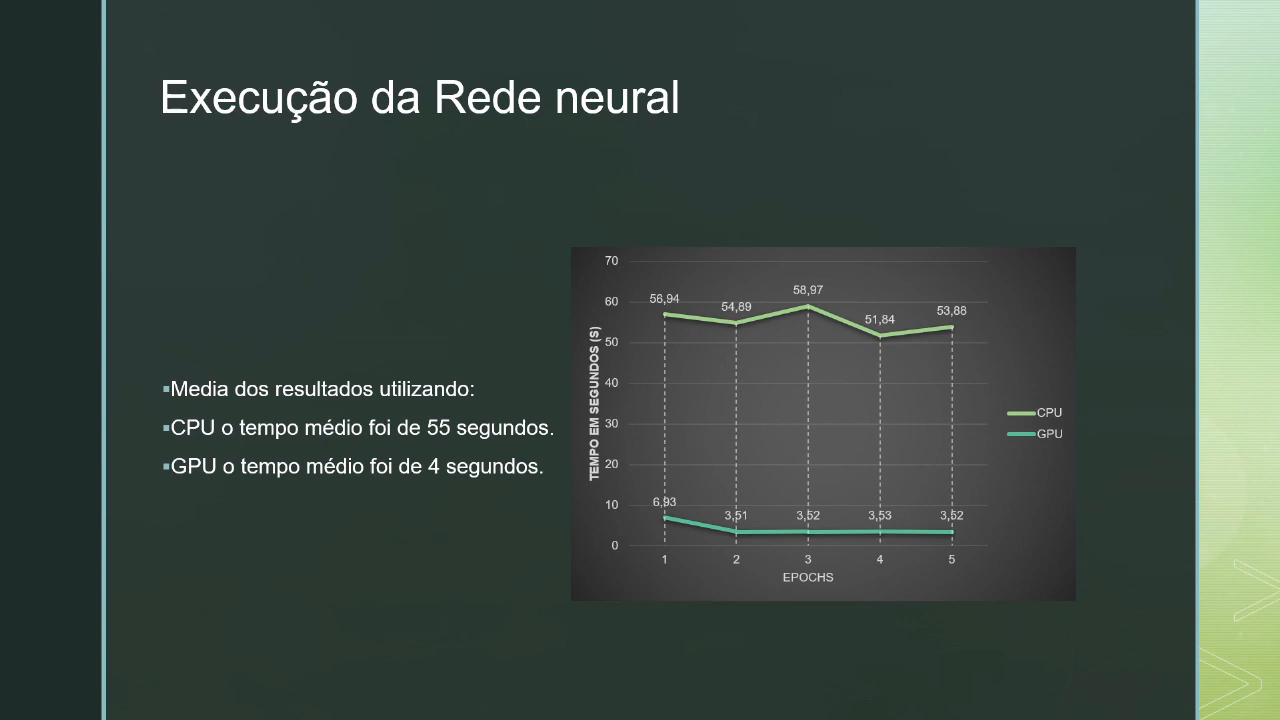 Execução da Rede neural
▪Media dos resultados utilizando:
▪CPU o tempo médio foi de 55 segundos.
▪GPU o tempo médio foi de 4 segundos.
TEMPO EM SEGUNDOS (S)
70
60
50
40
30
20
10
0
56,94 54,89 58,97 51,84 53,88
6,93 3,51 3,52 3,53 3,52
1 2 3 4 5
EPOCHS
CPU
GPU